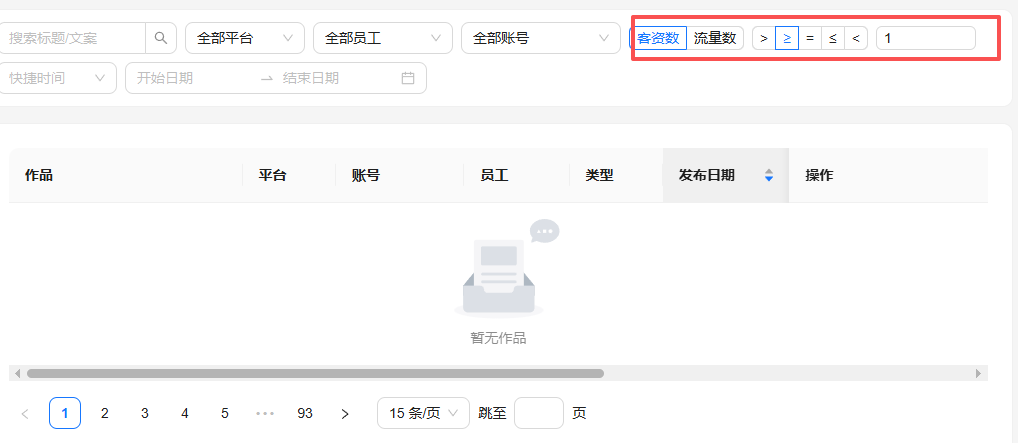 搜索标题/文案 全部平台 全部员工 全部账号 客资数 流量数 > ≥ = ≤ < 1
快捷时间 开始日期 → 结束日期
作品 平台 账号 员工 类型 发布日期 操作
暂无作品
< 1 2 3 4 5 ••• 93 > 15 条/页 跳至 页